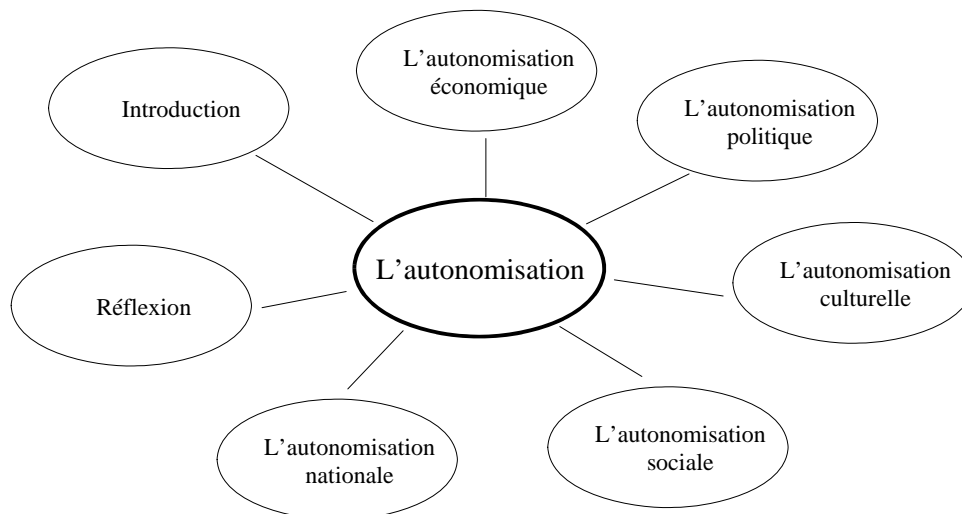 L’autonomisation
économique
Introduction
L’autonomisation
politique
L’autonomisation
L’autonomisation
culturelle
Réflexion
L’autonomisation
sociale
L’autonomisation
nationale